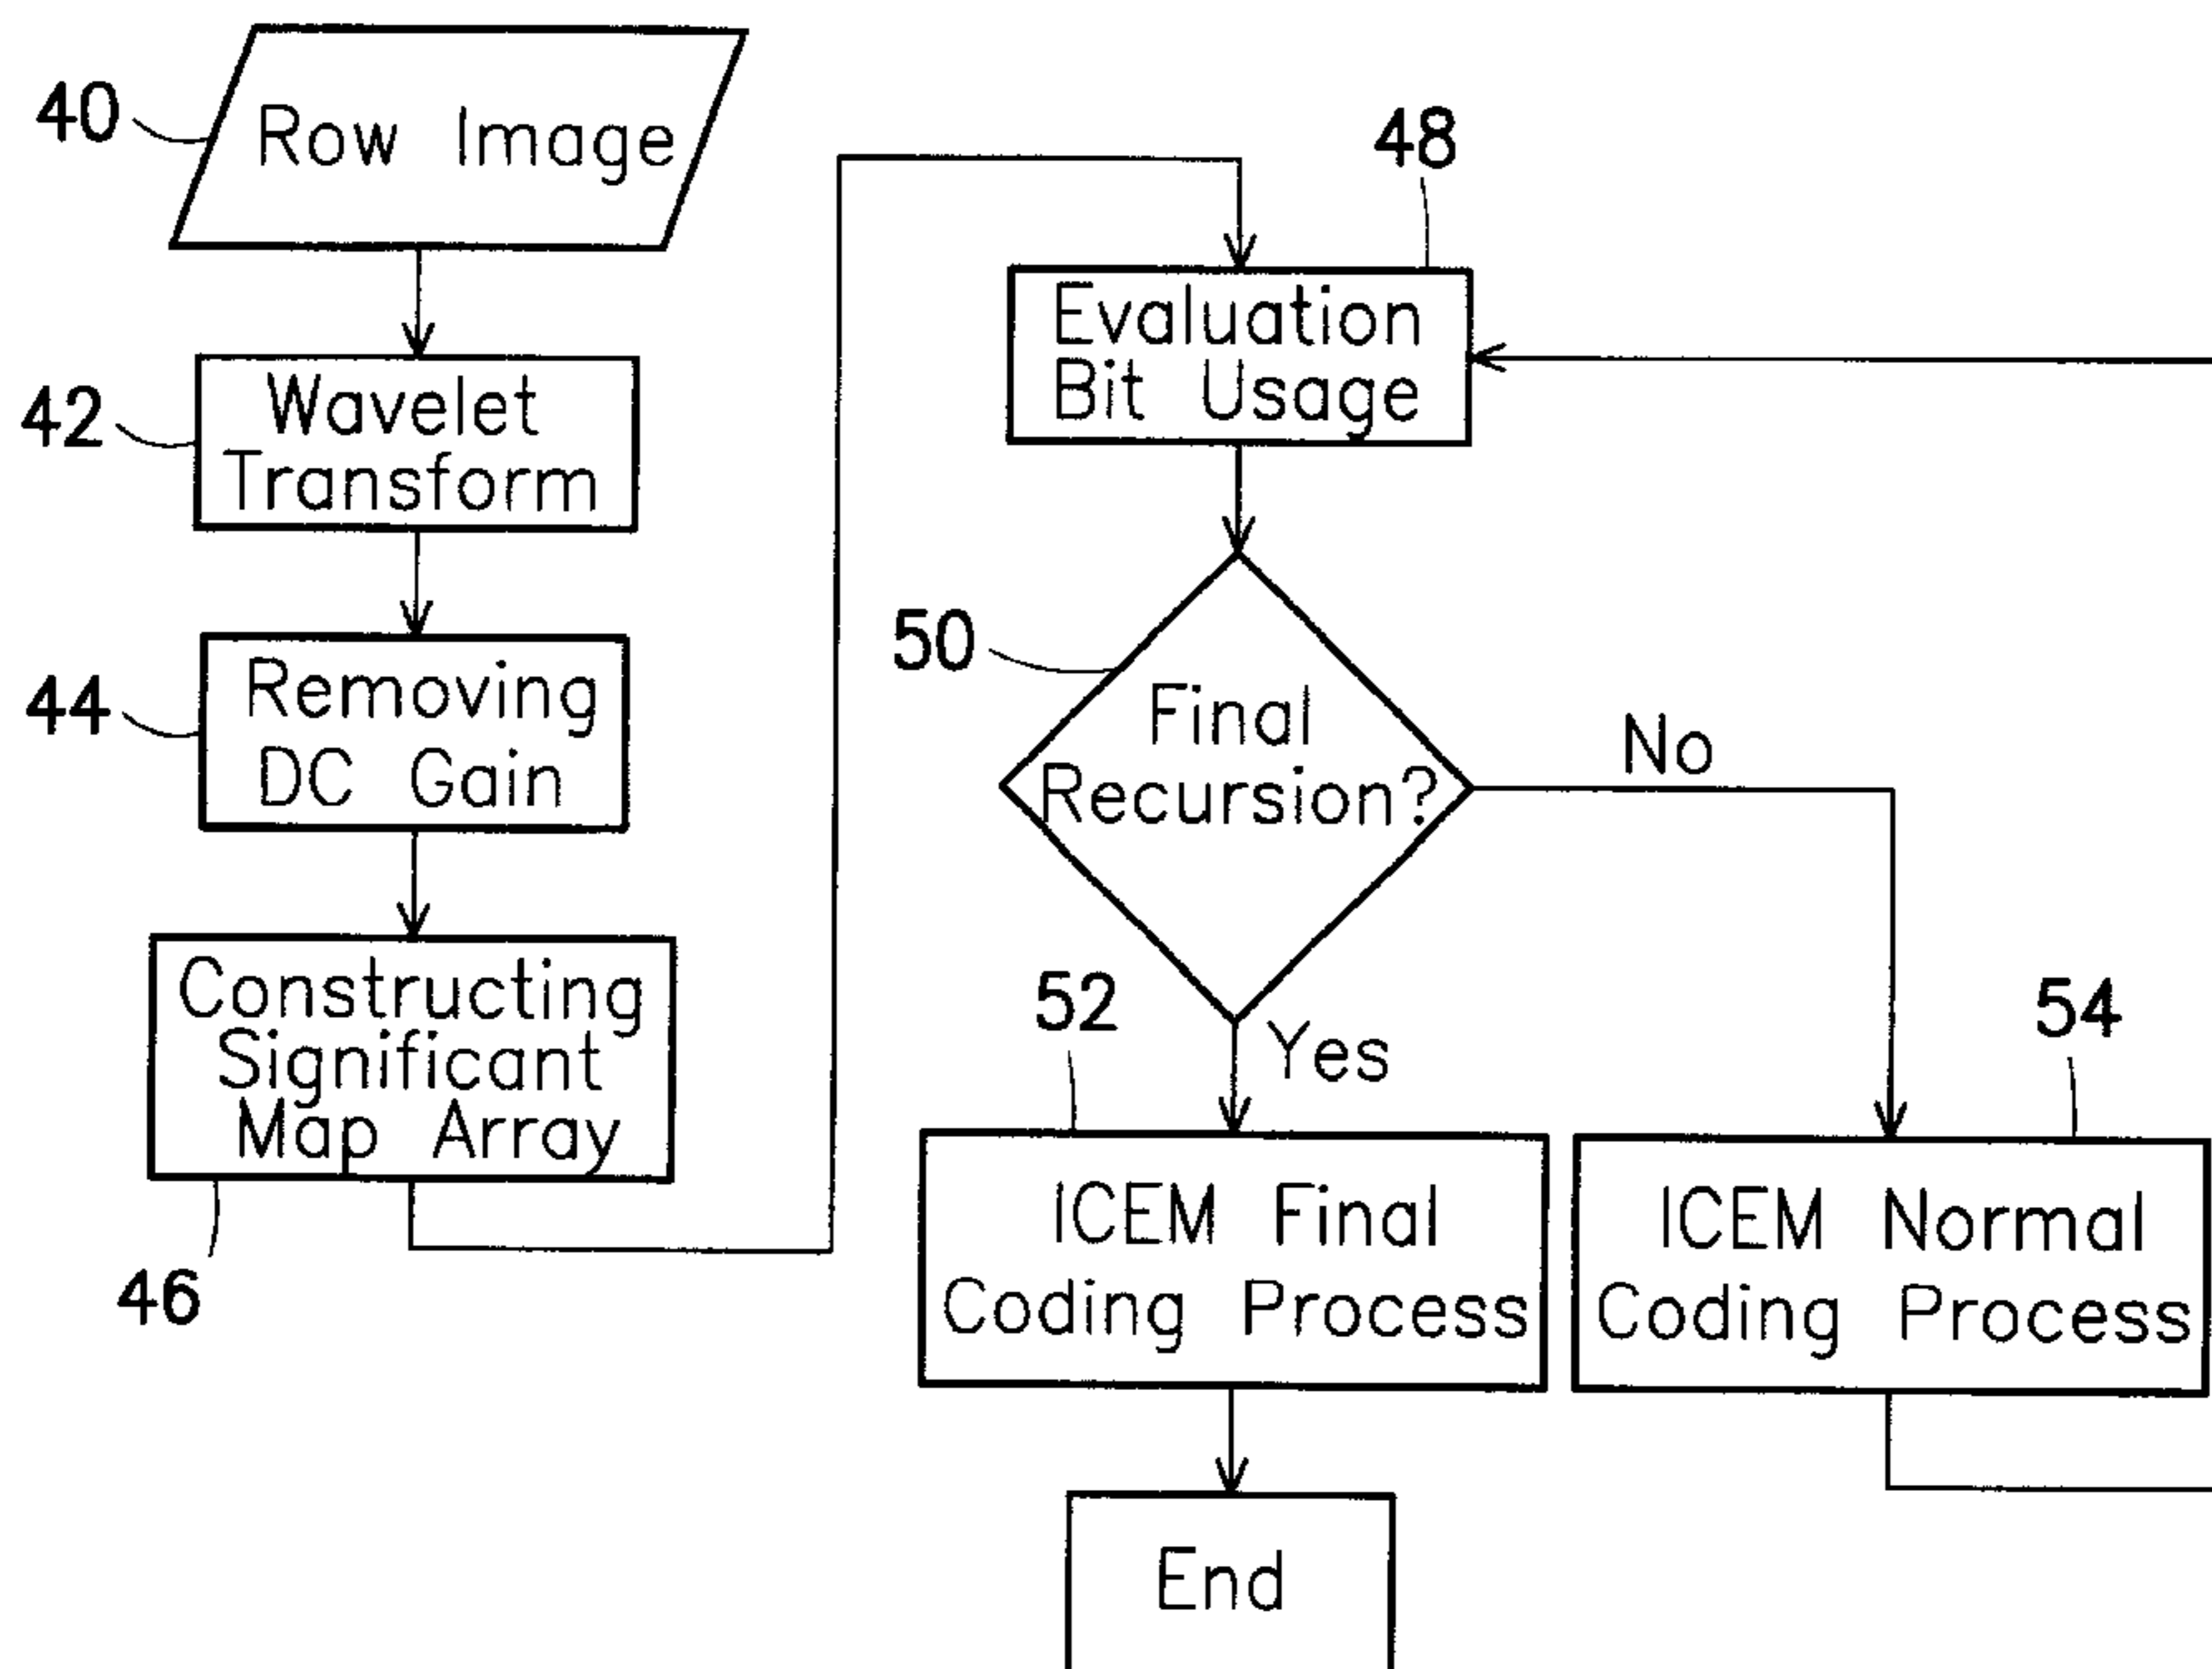 40
Row Image
42
Wavelet
Transform
44
Removing
DC Gain
Constructing
Significant
Map Array
46
48
Evaluation
Bit Usage
50
Final
Recursion?
No
Yes
52
ICEM Final
Coding Process
54
ICEM Normal
Coding Process
End